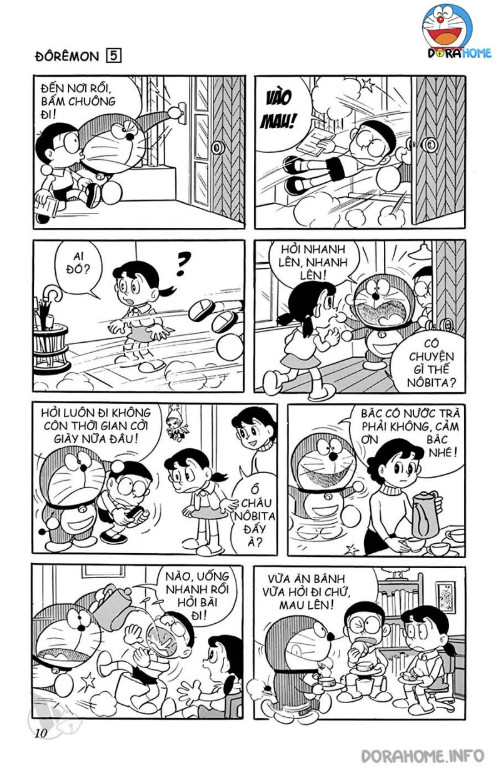 DORAHOME
ĐÔRÊMON 5
ĐẾN NƠI RỒI,
BẤM CHUÔNG
ĐI!
VÀO
MAU!
AI
ĐÓ?
?
HỎI NHANH
LÊN, NHANH
LÊN!
CÓ
CHUYỆN
GÌ THẾ
NÔBITA?
HỎI LUÔN ĐI KHÔNG
CÒN THỜI GIAN CỞI
GIÀY NỮA ĐÂU!
Ồ
CHÁU
NÔBITA
ĐẤY
À?
BÁC CÓ NƯỚC TRÀ
PHẢI KHÔNG, CẢM
ƠN BÁC
NHÉ!
NÀO, UỐNG
NHANH RỒI
HỎI BÀI
ĐI!
VỪA ĂN BÁNH
VỪA HỎI ĐI CHỨ,
MAU LÊN!
10
DORAHOME.INFO